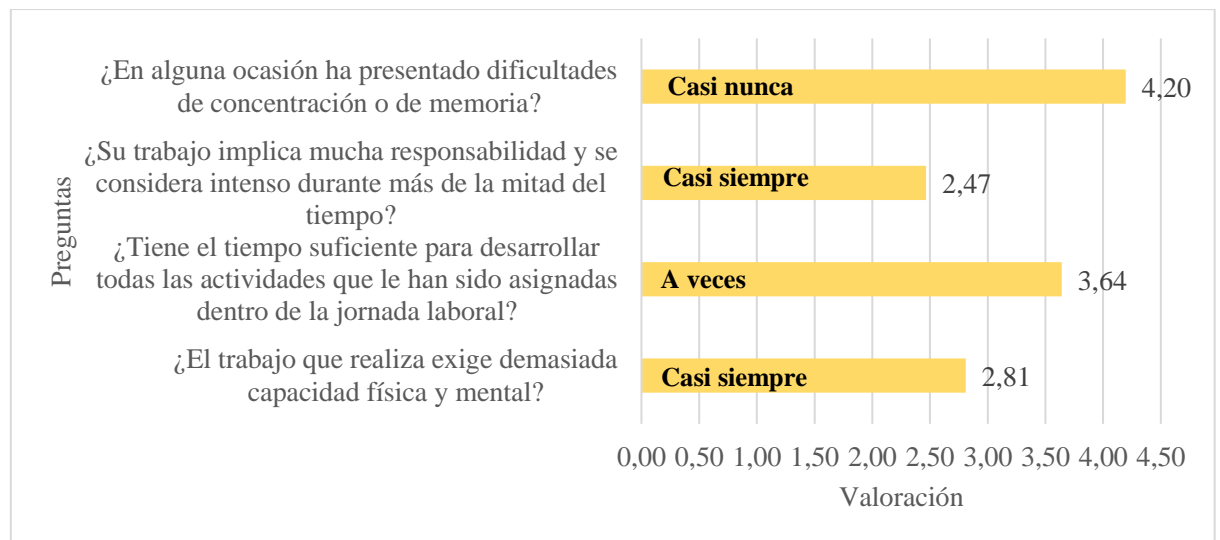 Preguntas
¿En alguna ocasión ha presentado dificultades
de concentración o de memoria?
Casi nunca
4,20
¿Su trabajo implica mucha responsabilidad y se
considera intenso durante más de la mitad del
tiempo?
Casi siempre
2,47
¿Tiene el tiempo suficiente para desarrollar
todas las actividades que le han sido asignadas
dentro de la jornada laboral?
A veces
3,64
¿El trabajo que realiza exige demasiada
capacidad física y mental?
Casi siempre
2,81
0,00 0,50 1,00 1,50 2,00 2,50 3,00 3,50 4,00 4,50
Valoración